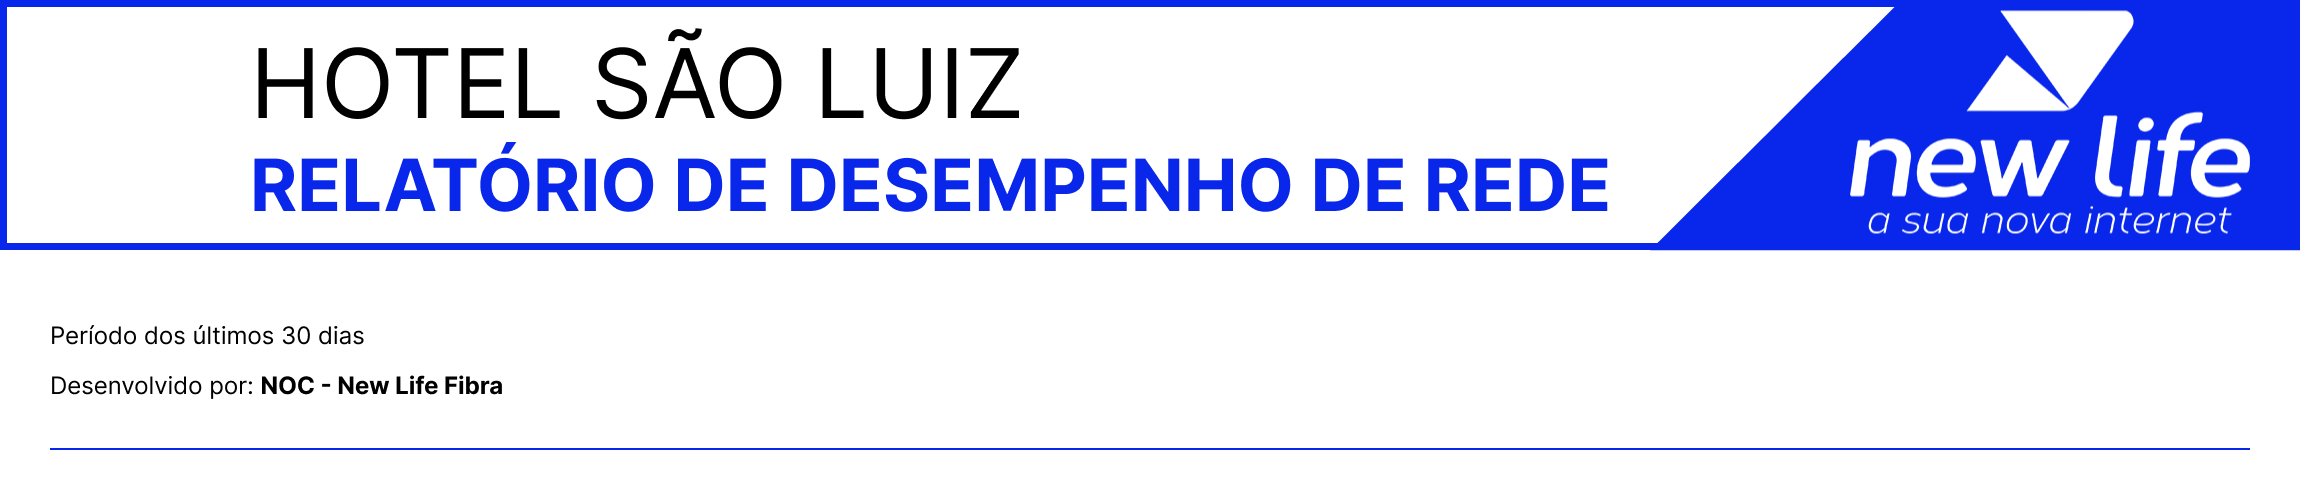 HOTEL SÃO LUIZ
RELATÓRIO DE DESEMPENHO DE REDE
new life
a sua nova internet
Período dos últimos 30 dias
Desenvolvido por: NOC - New Life Fibra